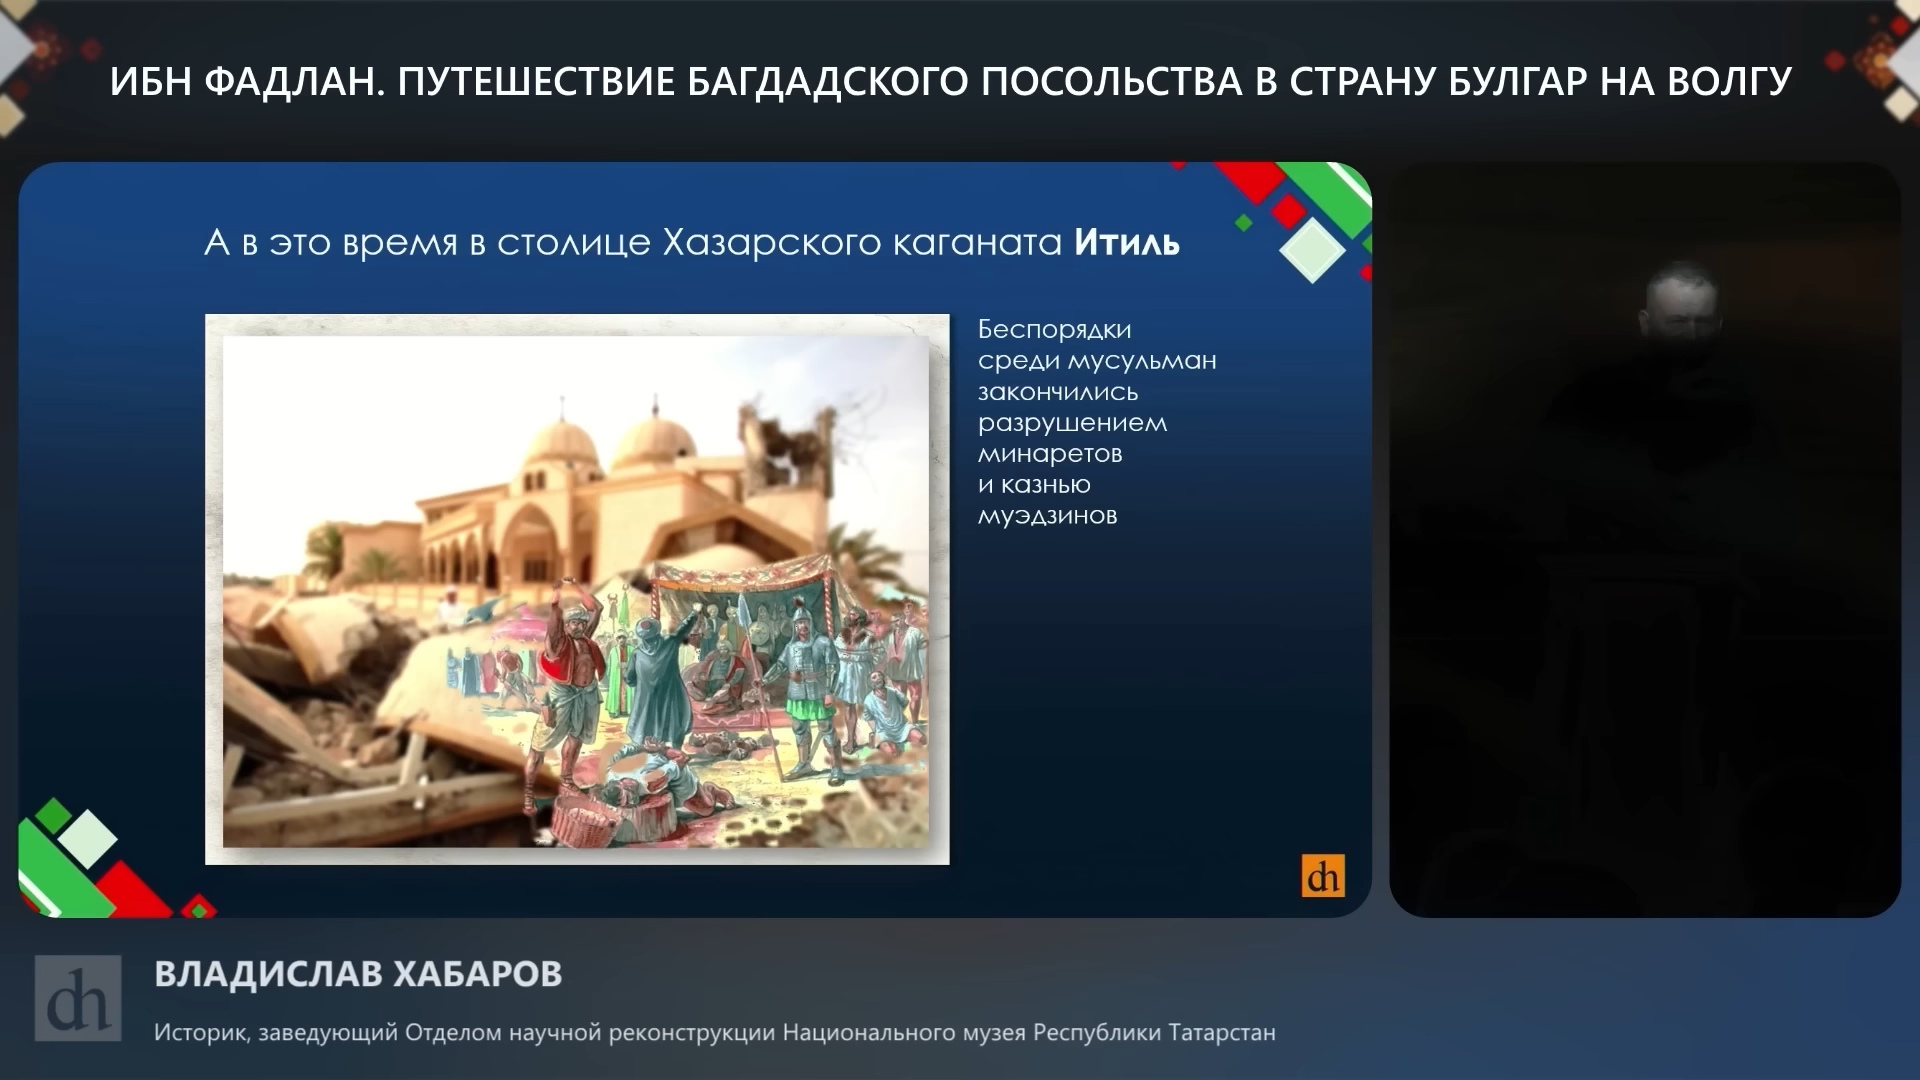 ИБН ФАДЛАН. ПУТЕШЕСТВИЕ БАГДАДСКОГО ПОСОЛЬСТВА В СТРАНУ БУЛГАР НА ВОЛГУ
А в это время в столице Хазарского каганата Итиль
Беспорядки
среди мусульман
закончились
разрушением
минаретов
и казнью
муэдзинов
dh
dh
ВЛАДИСЛАВ ХАБАРОВ
Историк, заведующий Отделом научной реконструкции Национального музея Республики Татарстан